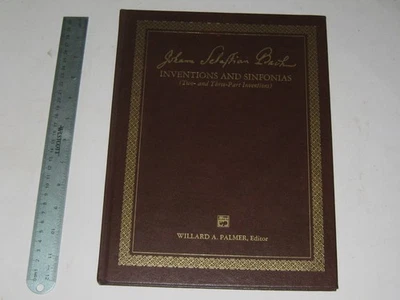 Johann Sebastian Bach
INVENTIONS AND SINFONIAS
(Two- and Three-Part Inventions)
WILLARD A. PALMER, Editor